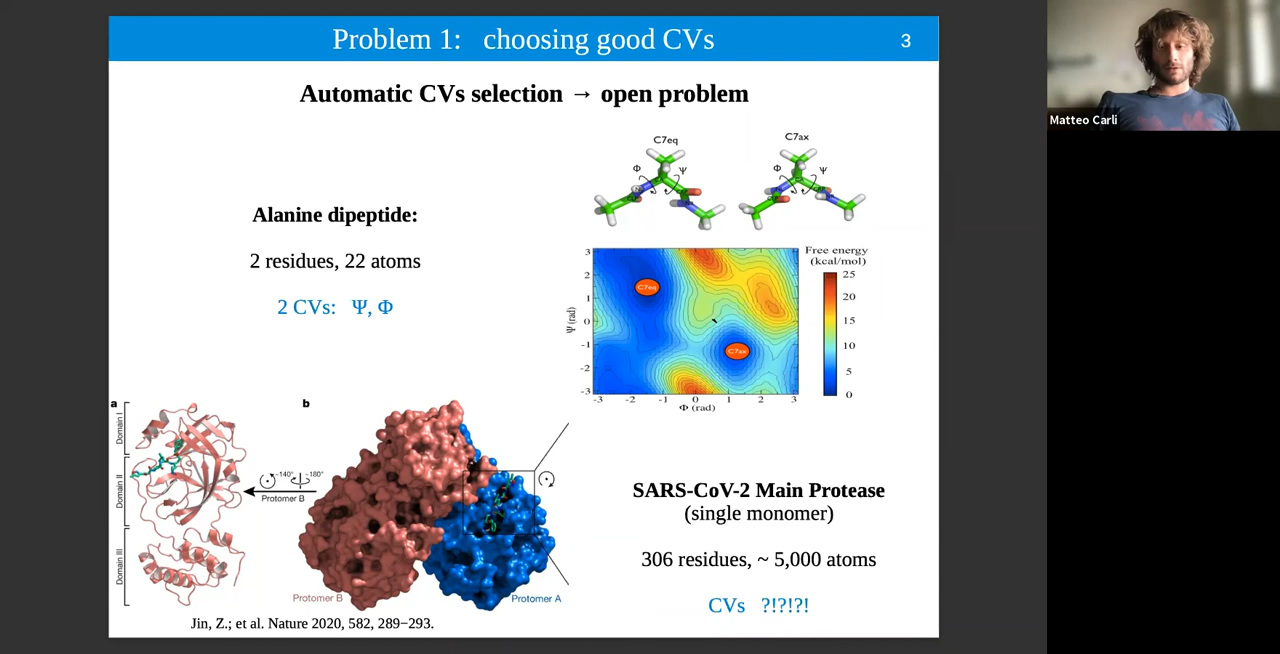 Problem 1: choosing good CVs
3
Automatic CVs selection → open problem
Matteo Carli
C7eq
C7ax
Φ
Ψ
Φ
Ψ
Alanine dipeptide:
2 residues, 22 atoms
2 CVs: Ψ, Φ
Free energy
(kcal/mol)
25
20
15
10
5
0
C7eq
C7ax
Ψ (rad)
3
2
1
0
-1
-2
-3
-3 -2 -1 0 1 2 3
Φ (rad)
a
b
Domain I
Domain II
Domain III
~140° ~180°
Protomer B
Protomer B
Protomer A
SARS-CoV-2 Main Protease
(single monomer)
306 residues, ~ 5,000 atoms
CVs ?!?!?!
Jin, Z.; et al. Nature 2020, 582, 289−293.